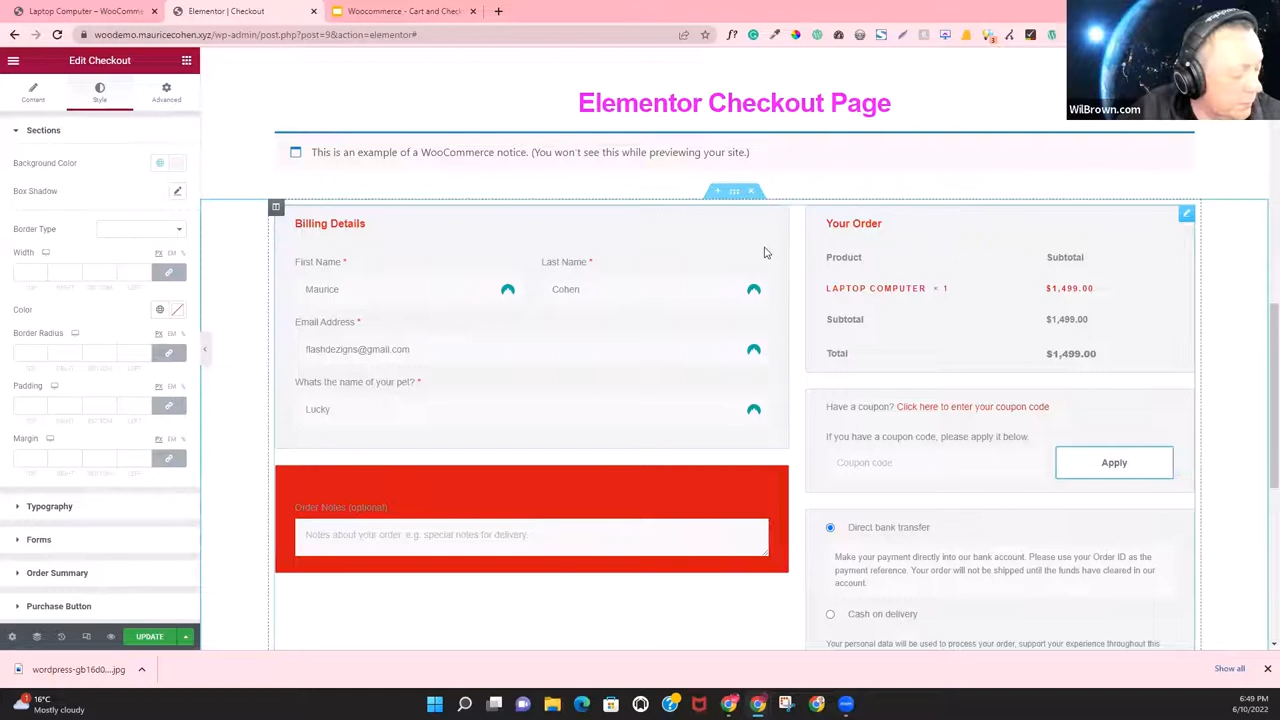 Laptop Computer – WooDemo
Elementor | Checkout
Woocommerce - Cart and Check
woodemo.mauricecohen.xyz/wp-admin/post.php?post=9&action=elementor#
WilBrown.com
Edit Checkout
Content
Style
Advanced
Sections
Background Color
Box Shadow
Border Type
Width
PX EM %
Color
Border Radius
PX EM %
Padding
PX EM %
Margin
PX EM %
Typography
Forms
Order Summary
Purchase Button
UPDATE
Elementor Checkout Page
This is an example of a WooCommerce notice. (You won't see this while previewing your site.)
Billing Details
First Name *
Last Name *
Maurice
Cohen
Email Address *
flashdezigns@gmail.com
Whats the name of your pet? *
Lucky
Order Notes (optional)
Notes about your order, e.g. special notes for delivery.
Your Order
Product
Subtotal
LAPTOP COMPUTER × 1
$1,499.00
Subtotal
$1,499.00
Total
$1,499.00
Have a coupon? Click here to enter your coupon code
If you have a coupon code, please apply it below.
Coupon code
Apply
Direct bank transfer
Make your payment directly into our bank account. Please use your Order ID as the
payment reference. Your order will not be shipped until the funds have cleared in our
account.
Cash on delivery
Your personal data will be used to process your order, support your experience throughout this
wordpress-gb16d0....jpg
Show all
16°C
Mostly cloudy
6:49 PM
6/10/2022